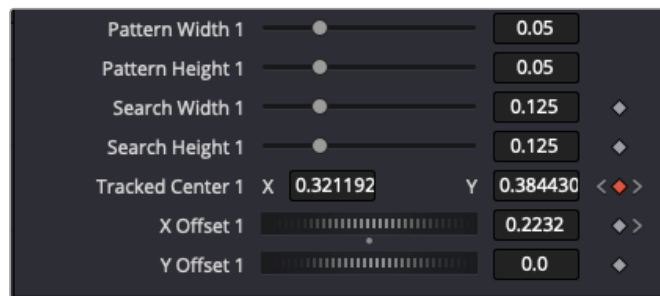 Pattern Width 1 0.05
Pattern Height 1 0.05
Search Width 1 0.125
Search Height 1 0.125
Tracked Center 1 X 0.321192 Y 0.384430
X Offset 1 0.2232
Y Offset 1 0.0